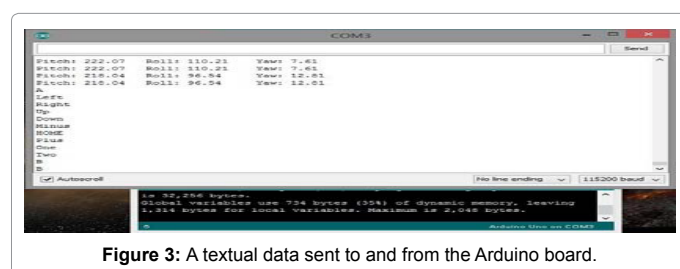 COM3
Send
Pitch: 222.07 Roll: 110.21 Yaw: 7.61
Pitch: 222.07 Roll: 110.21 Yaw: 7.61
Pitch: 218.04 Roll: 96.54 Yaw: 12.81
Pitch: 218.04 Roll: 96.54 Yaw: 12.81
A
Left
Right
Up
Down
Minus
HOME
Plus
One
Two
B
B
Autoscroll No line ending 115200 baud
is 32,256 bytes.
Global variables use 734 bytes (35%) of dynamic memory, leaving
1,314 bytes for local variables. Maximum is 2,048 bytes.
Arduino Uno on COM3
Figure 3: A textual data sent to and from the Arduino board.